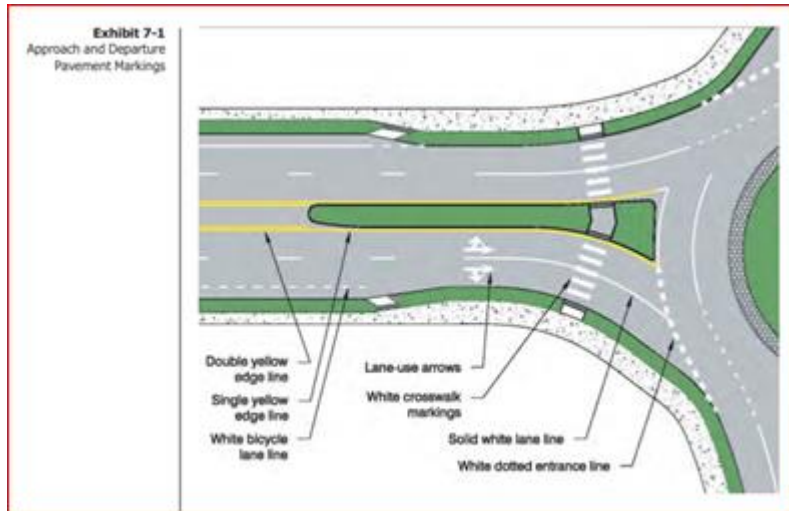 Exhibit 7-1
Approach and Departure
Pavement Markings
Double yellow
edge line
Single yellow
edge line
White bicycle
lane line
Lane-use arrows
White crosswalk
markings
Solid white lane line
White dotted entrance line